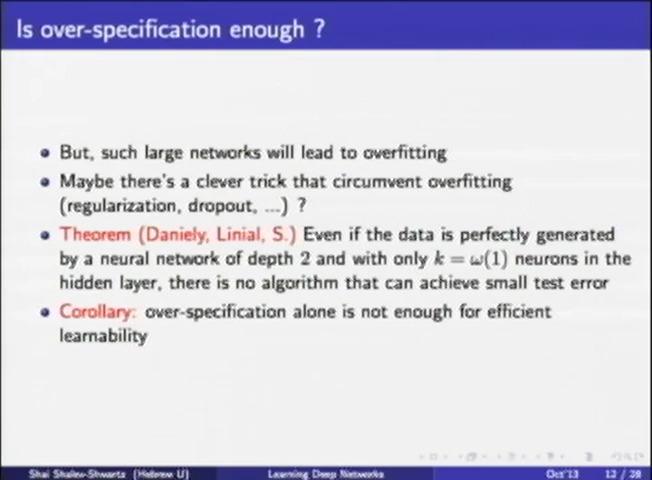 Is over-specification enough ?
But, such large networks will lead to overfitting
Maybe there's a clever trick that circumvent overfitting
(regularization, dropout, ...) ?
Theorem (Daniely, Linial, S.) Even if the data is perfectly generated
by a neural network of depth 2 and with only k = ω(1) neurons in the
hidden layer, there is no algorithm that can achieve small test error
Corollary: over-specification alone is not enough for efficient
learnability
Shai Shalev-Shwartz (Hebrew U)
Learning Deep Networks
Oct'13
12 / 28